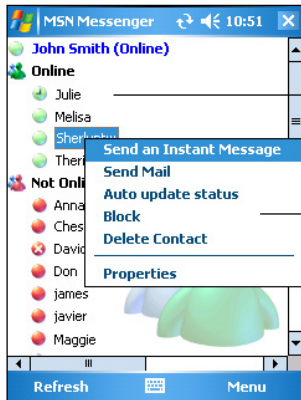 MSN Messenger 10:51
John Smith (Online)
Online
Julie
Melisa
Send an Instant Message
Send Mail
Auto update status
Block
Delete Contact
Properties
Not Onli
Anna
Ches
David
Don
james
javier
Maggie
Refresh Menu